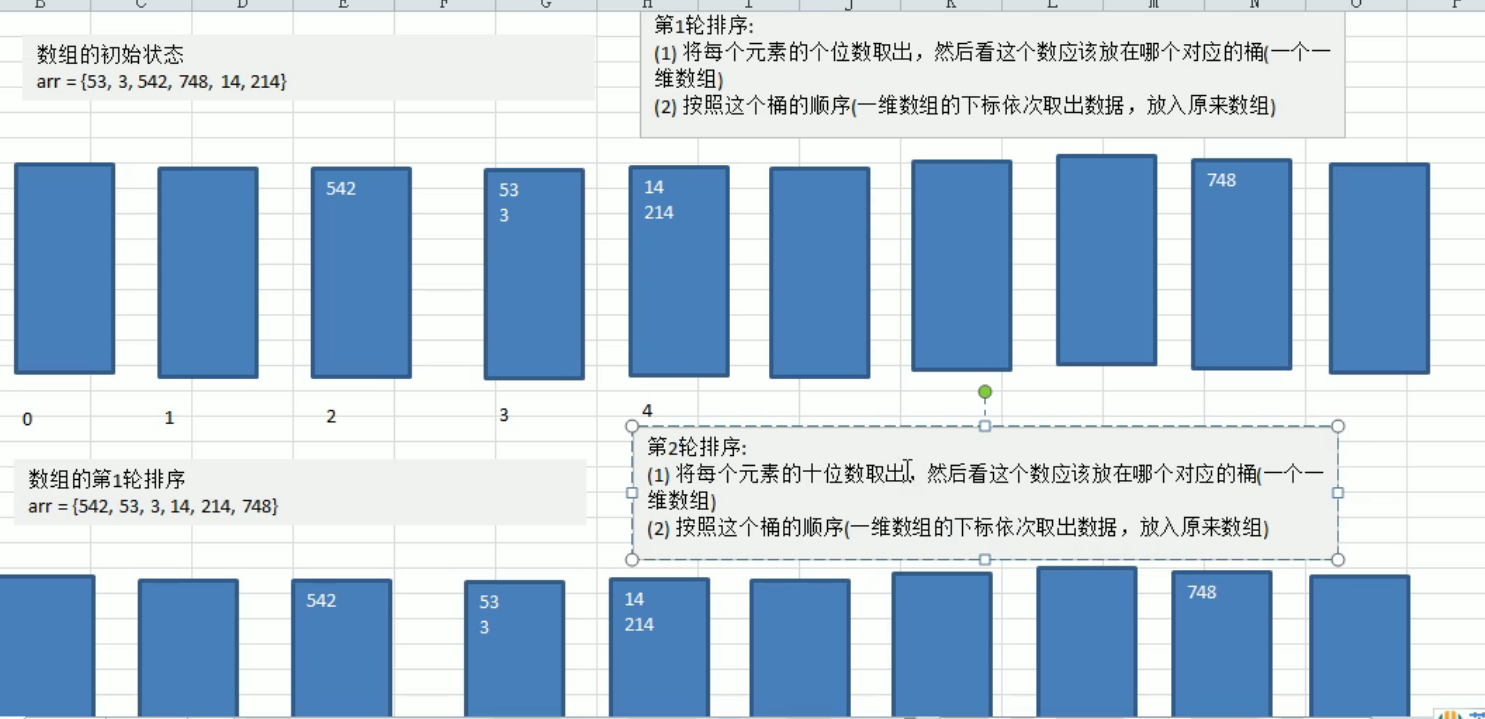 B C D E F G H I J K L M N O P
数组的初始状态
arr = {53, 3, 542, 748, 14, 214}
第1轮排序:
(1) 将每个元素的个位数取出，然后看这个数应该放在哪个对应的桶(一个一
维数组)
(2) 按照这个桶的顺序(一维数组的下标依次取出数据，放入原来数组)
542
53
3
14
214
748
0 1 2 3 4
数组的第1轮排序
arr = {542, 53, 3, 14, 214, 748}
第2轮排序:
(1) 将每个元素的十位数取出，然后看这个数应该放在哪个对应的桶(一个一
维数组)
(2) 按照这个桶的顺序(一维数组的下标依次取出数据，放入原来数组)
542
53
3
14
214
748